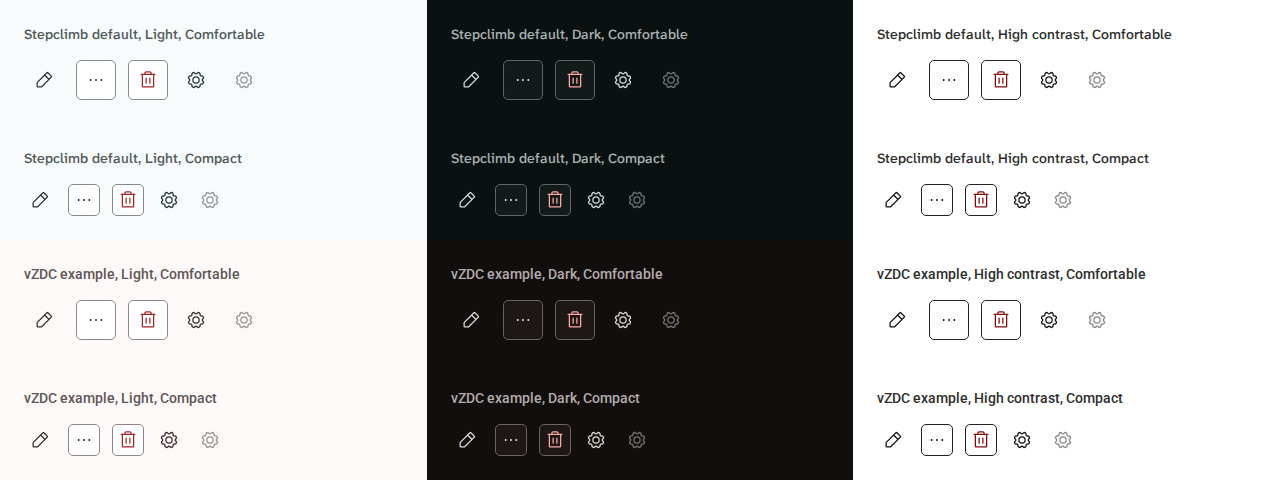 Stepclimb default, Light, Comfortable
Stepclimb default, Dark, Comfortable
Stepclimb default, High contrast, Comfortable
Stepclimb default, Light, Compact
Stepclimb default, Dark, Compact
Stepclimb default, High contrast, Compact
vZDC example, Light, Comfortable
vZDC example, Dark, Comfortable
vZDC example, High contrast, Comfortable
vZDC example, Light, Compact
vZDC example, Dark, Compact
vZDC example, High contrast, Compact